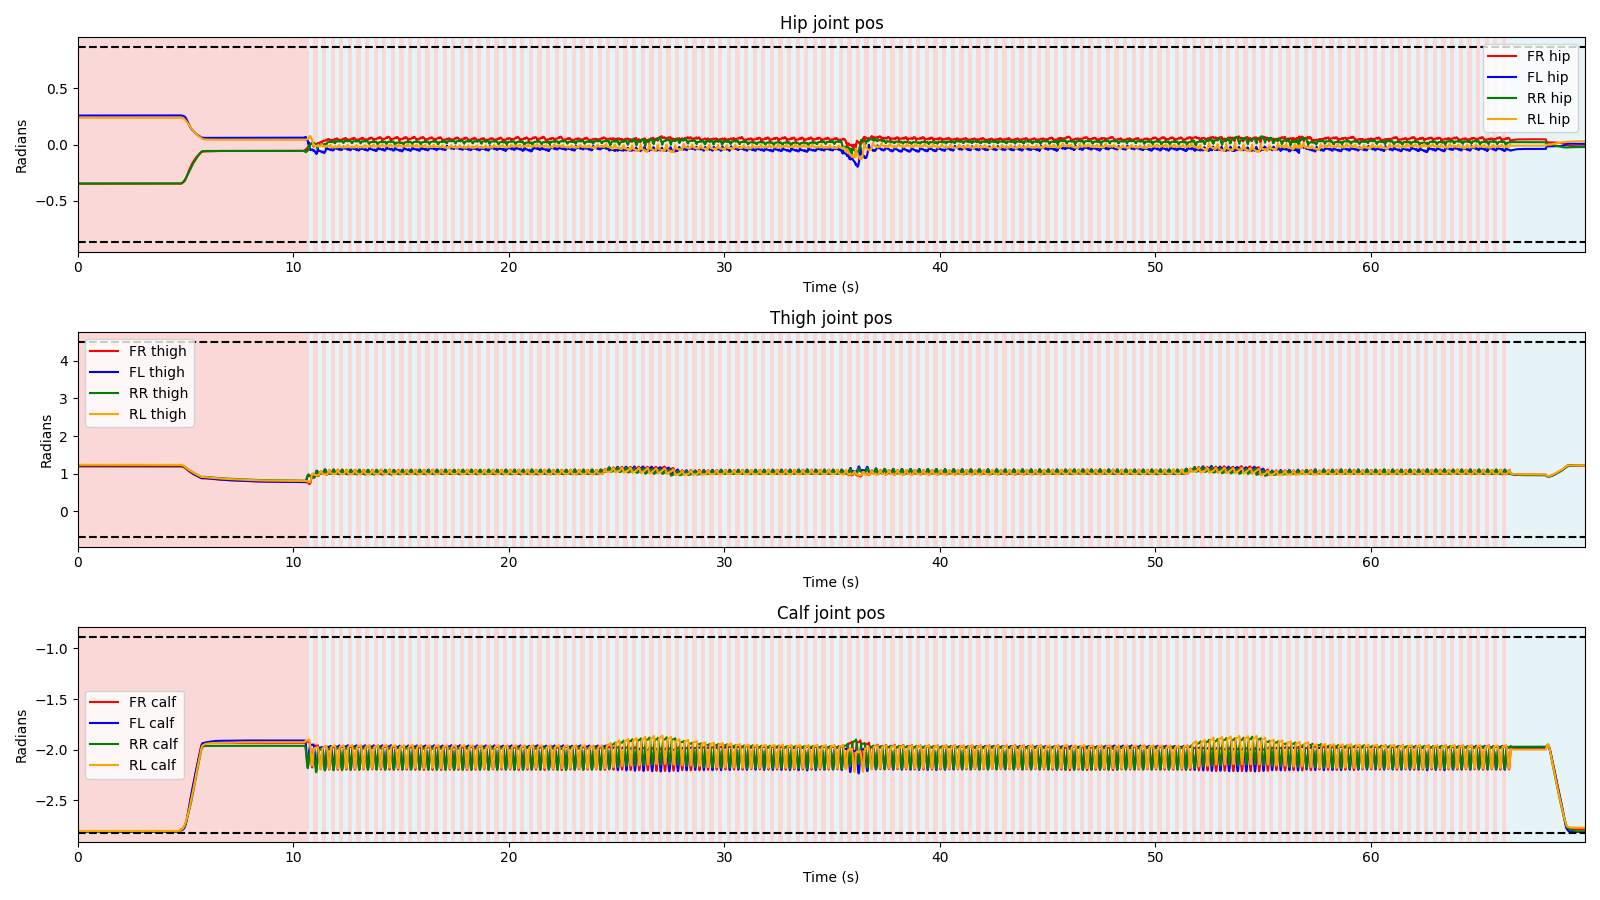 Hip joint pos
Radians
0.5
0.0
−0.5
FR hip
FL hip
RR hip
RL hip
0 10 20 30 40 50 60
Time (s)
Thigh joint pos
Radians
4
3
2
1
0
FR thigh
FL thigh
RR thigh
RL thigh
0 10 20 30 40 50 60
Time (s)
Calf joint pos
Radians
−1.0
−1.5
−2.0
−2.5
FR calf
FL calf
RR calf
RL calf
0 10 20 30 40 50 60
Time (s)